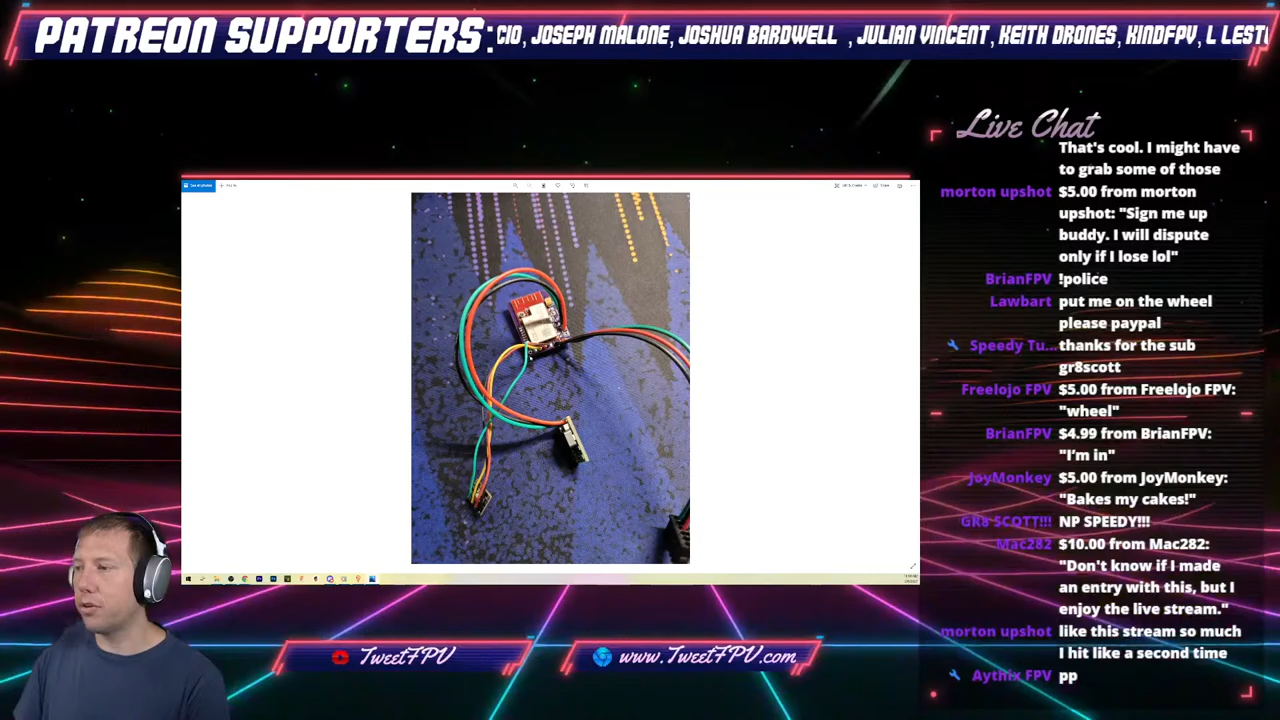 PATREON SUPPORTERS:
CIO, JOSEPH MALONE, JOSHUA BARDWELL , JULIAN VINCENT, KEITH DRONES, KINDFPV, L LEST
Live Chat
That's cool. I might have
to grab some of those
morton upshot $5.00 from morton
upshot: "Sign me up
buddy. I will dispute
only if I lose lol"
BrianFPV !police
Lawbart put me on the wheel
please paypal
Speedy Tu... thanks for the sub
gr8scott
Freelojo FPV $5.00 from Freelojo FPV:
"wheel"
BrianFPV $4.99 from BrianFPV:
"I'm in"
JoyMonkey $5.00 from JoyMonkey:
"Bakes my cakes!"
GR8 SCOTT!!! NP SPEEDY!!!
Mac282 $10.00 from Mac282:
"Don't know if I made
an entry with this, but I
enjoy the live stream."
morton upshot like this stream so much
I hit like a second time
Aythix FPV pp
TweetFPV
www.TweetFPV.com